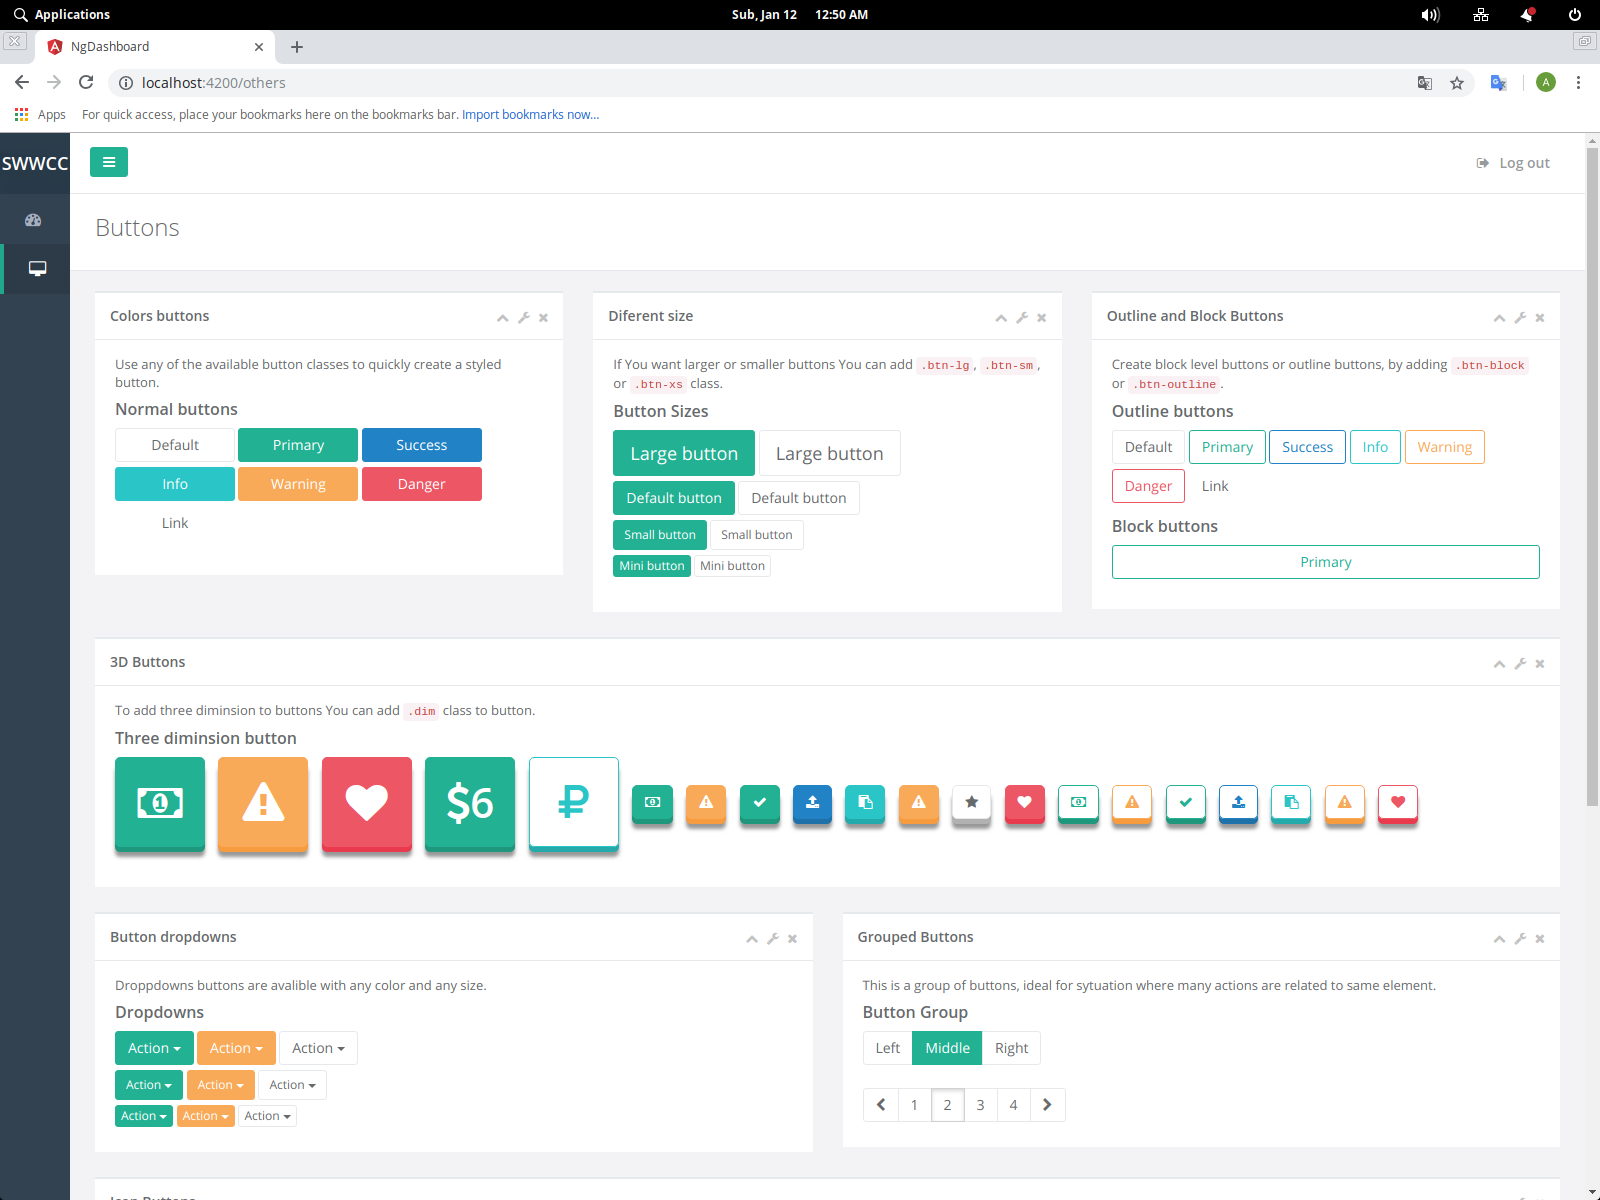 Applications
Sub, Jan 12 12:50 AM
NgDashboard
localhost:4200/others
A
Apps For quick access, place your bookmarks here on the bookmarks bar. Import bookmarks now...
SWWCC
Log out
Buttons
Colors buttons
Use any of the available button classes to quickly create a styled
button.
Normal buttons
Default Primary Success
Info Warning Danger
Link
Diferent size
If You want larger or smaller buttons You can add .btn-lg, .btn-sm,
or .btn-xs class.
Button Sizes
Large button Large button
Default button Default button
Small button Small button
Mini button Mini button
Outline and Block Buttons
Create block level buttons or outline buttons, by adding .btn-block
or .btn-outline.
Outline buttons
Default Primary Success Info Warning
Danger Link
Block buttons
Primary
3D Buttons
To add three diminsion to buttons You can add .dim class to button.
Three diminsion button
$6
Button dropdowns
Droppdowns buttons are avalible with any color and any size.
Dropdowns
Action Action Action
Action Action Action
Action Action Action
Grouped Buttons
This is a group of buttons, ideal for sytuation where many actions are related to same element.
Button Group
Left Middle Right
1 2 3 4
Icon Buttons